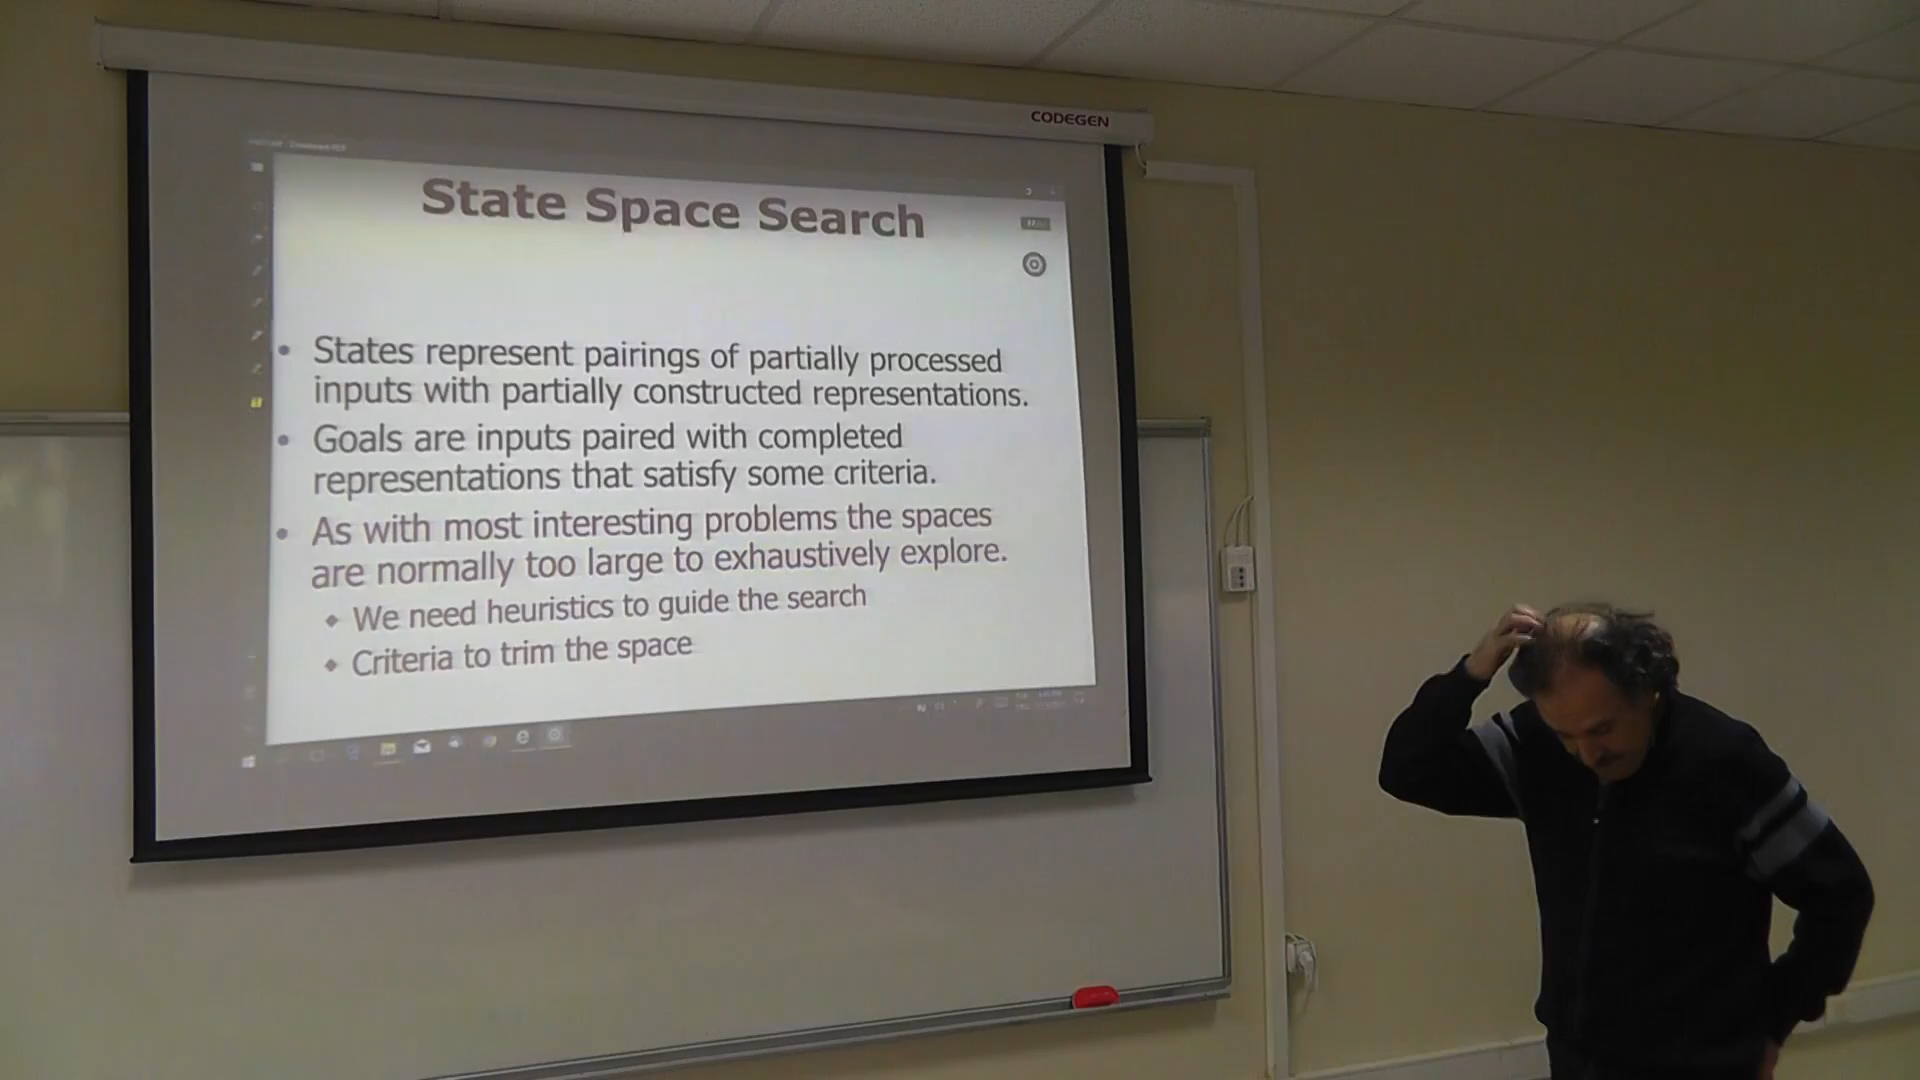 CODEGEN
State Space Search
• States represent pairings of partially processed
inputs with partially constructed representations.
• Goals are inputs paired with completed
representations that satisfy some criteria.
• As with most interesting problems the spaces
are normally too large to exhaustively explore.
◆ We need heuristics to guide the search
◆ Criteria to trim the space